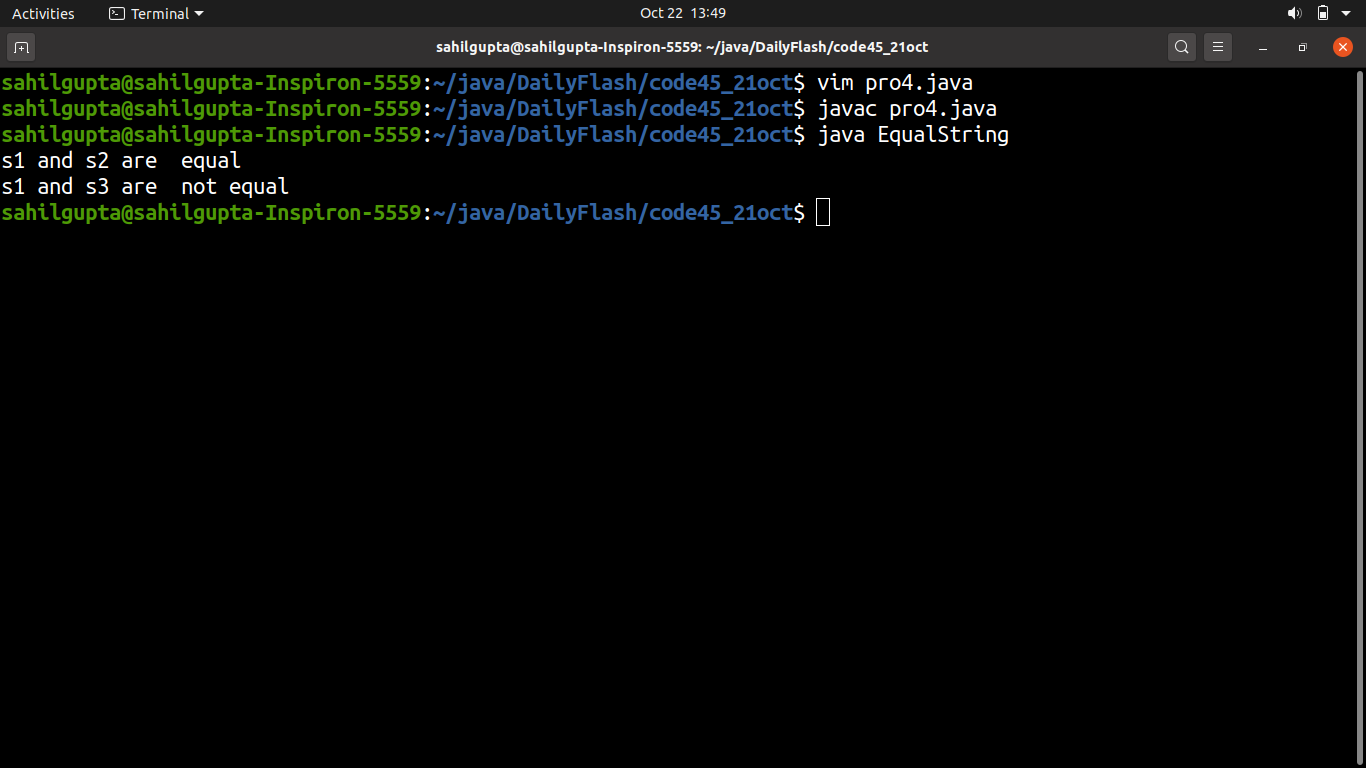 Activities Terminal Oct 22 13:49
sahilgupta@sahilgupta-Inspiron-5559: ~/java/DailyFlash/code45_21oct
sahilgupta@sahilgupta-Inspiron-5559:~/java/DailyFlash/code45_21oct$ vim pro4.java
sahilgupta@sahilgupta-Inspiron-5559:~/java/DailyFlash/code45_21oct$ javac pro4.java
sahilgupta@sahilgupta-Inspiron-5559:~/java/DailyFlash/code45_21oct$ java EqualString
s1 and s2 are  equal
s1 and s3 are  not equal
sahilgupta@sahilgupta-Inspiron-5559:~/java/DailyFlash/code45_21oct$